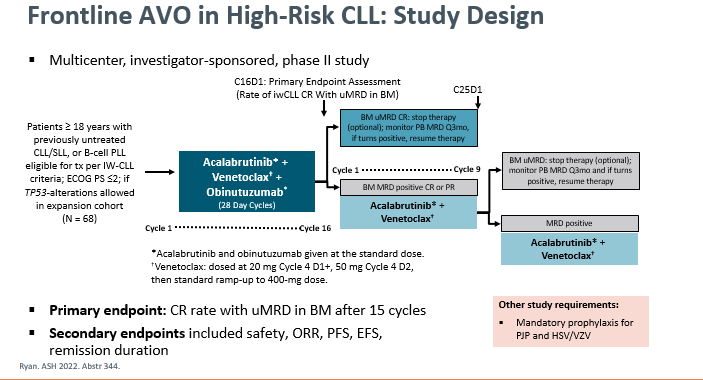 Frontline AVO in High-Risk CLL: Study Design
▪ Multicenter, investigator-sponsored, phase II study
C16D1: Primary Endpoint Assessment
(Rate of iwCLL CR With uMRD in BM)
C25D1
Patients ≥ 18 years with
previously untreated
CLL/SLL, or B-cell PLL
eligible for tx per IW-CLL
criteria; ECOG PS ≤2; if
TP53-alterations allowed
in expansion cohort
(N = 68)
Acalabrutinib* +
Venetoclax† +
Obinutuzumab*
(28 Day Cycles)
Cycle 1
Cycle 16
BM uMRD CR: stop therapy
(optional); monitor PB MRD Q3mo,
if turns positive, resume therapy
Cycle 1
Cycle 9
BM MRD positive CR or PR
Acalabrutinib* +
Venetoclax†
BM uMRD: stop therapy (optional);
monitor PB MRD Q3mo and if turns
positive, resume therapy
MRD positive
Acalabrutinib* +
Venetoclax†
*Acalabrutinib and obinutuzumab given at the standard dose.
†Venetoclax: dosed at 20 mg Cycle 4 D1+, 50 mg Cycle 4 D2,
then standard ramp-up to 400-mg dose.
▪ Primary endpoint: CR rate with uMRD in BM after 15 cycles
▪ Secondary endpoints included safety, ORR, PFS, EFS,
remission duration
Other study requirements:
▪ Mandatory prophylaxis for
PJP and HSV/VZV
Ryan. ASH 2022. Abstr 344.